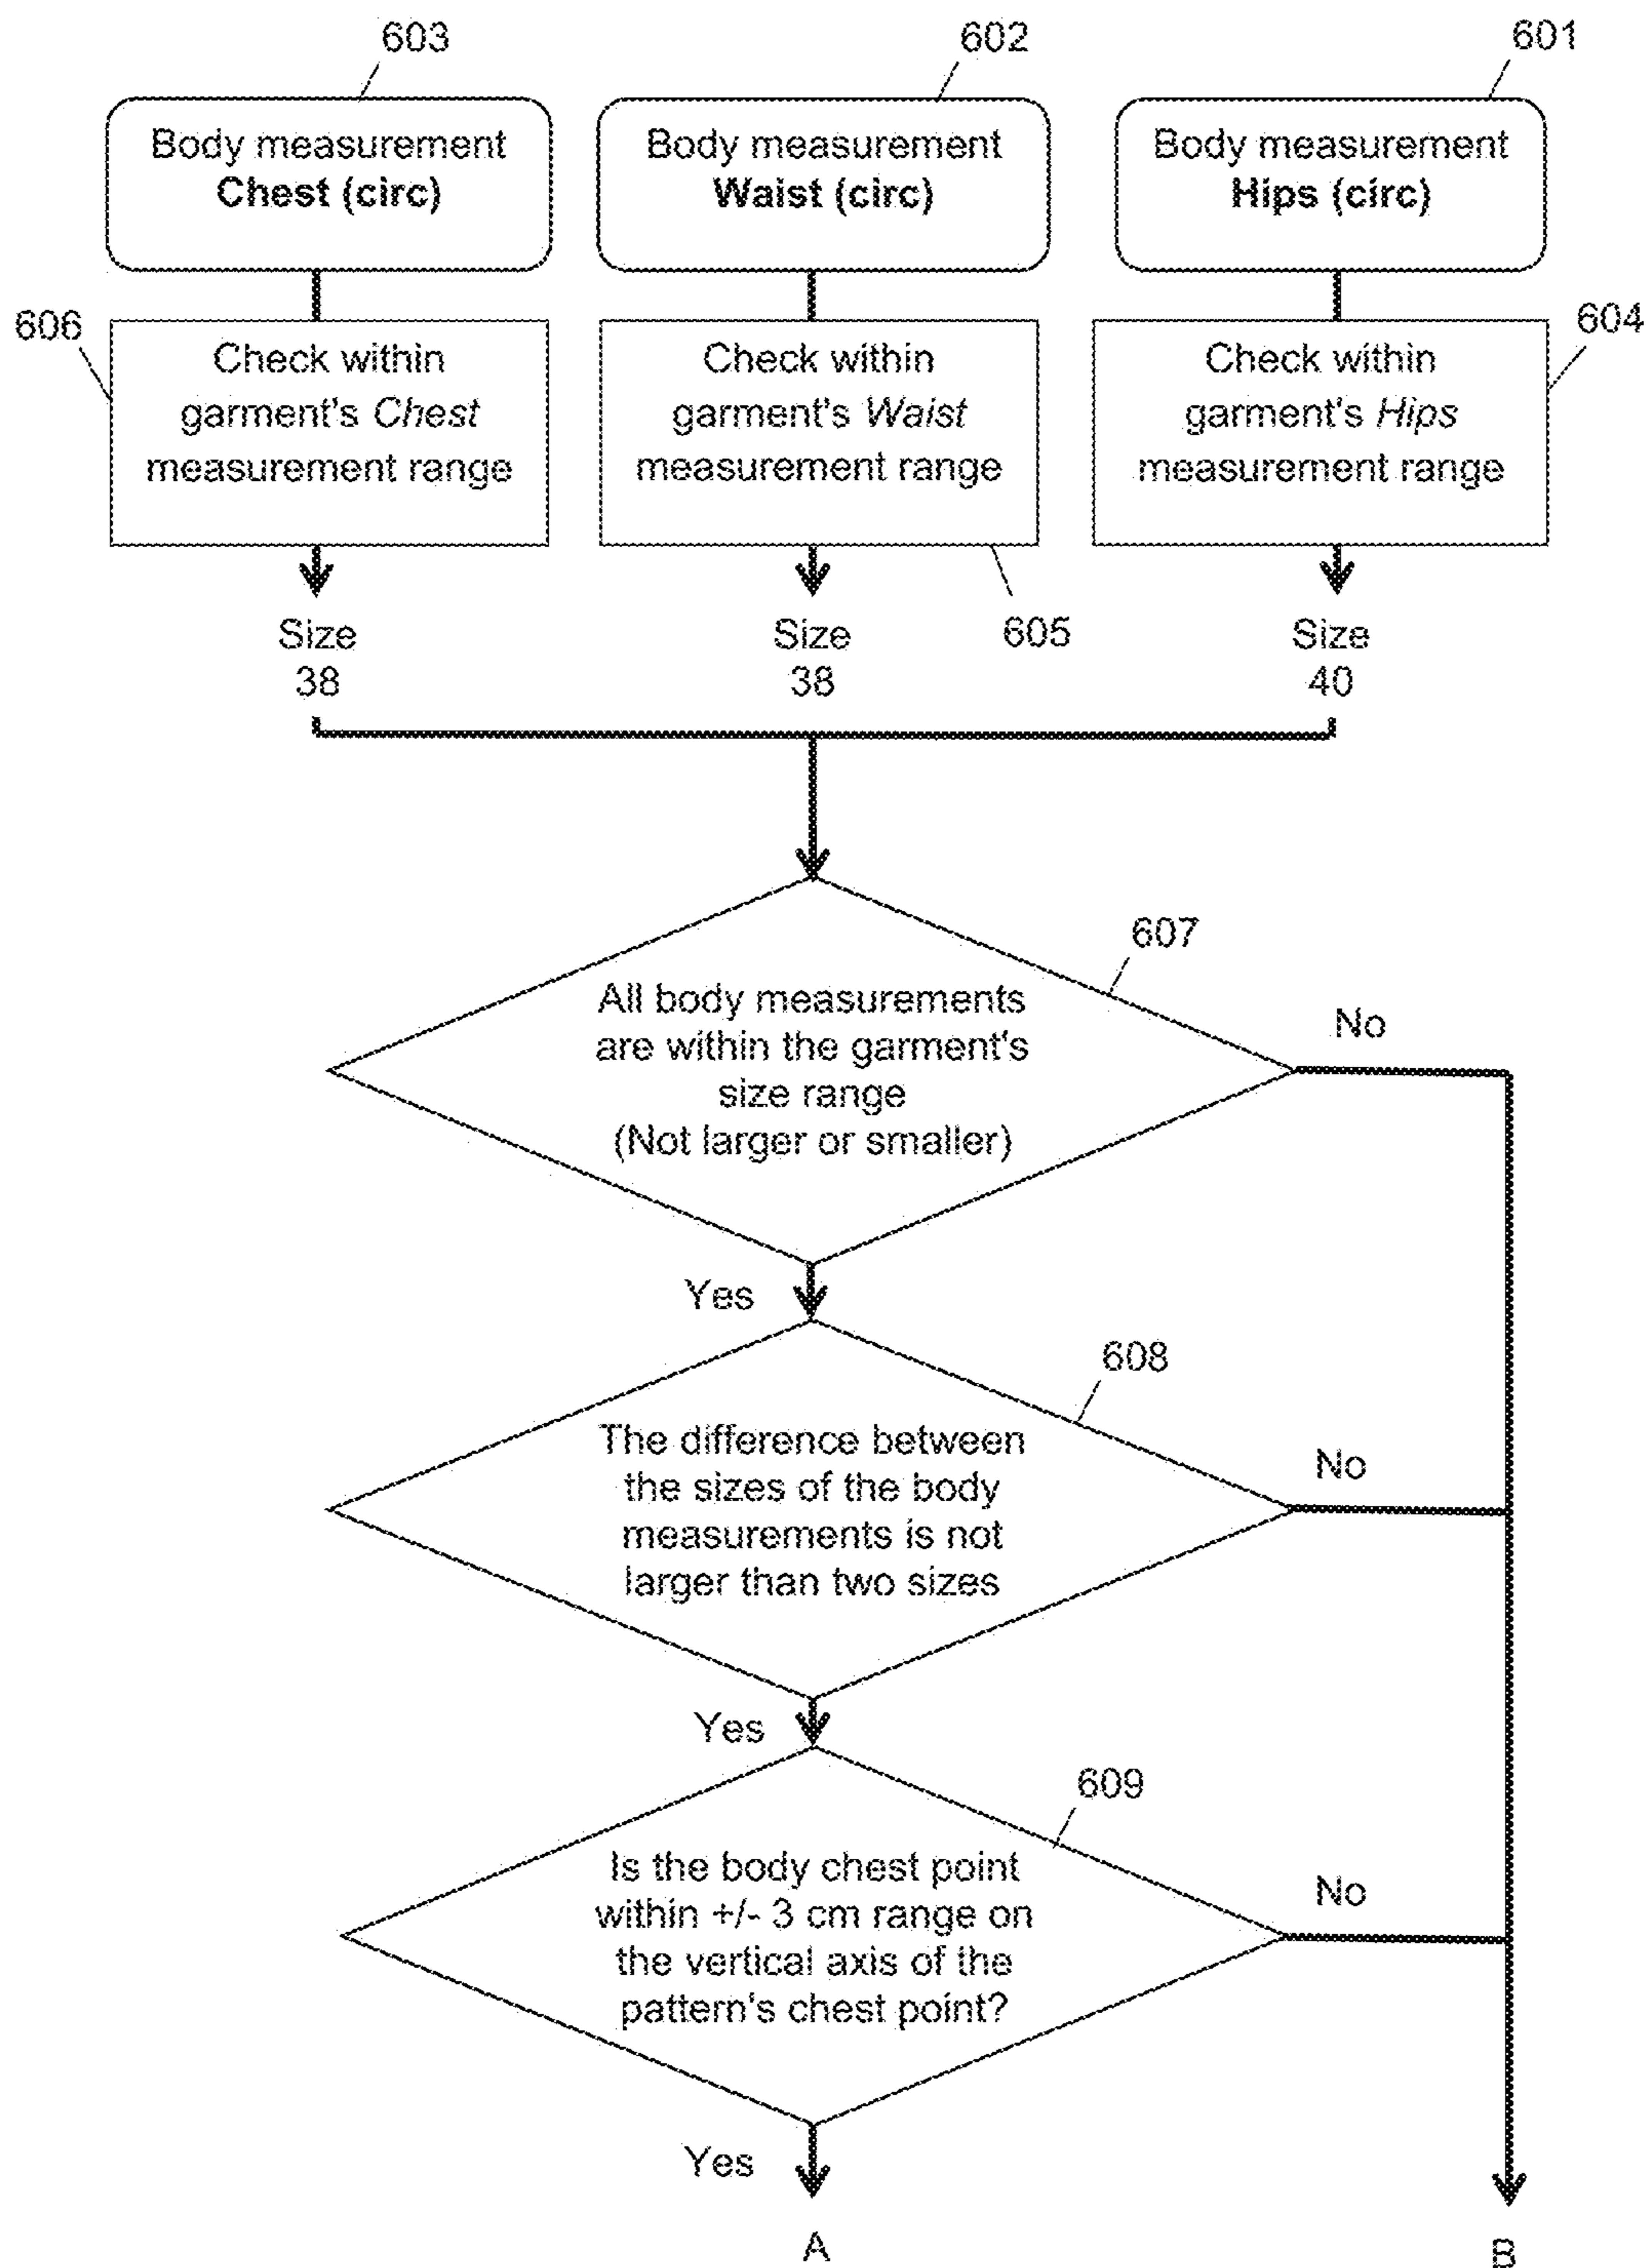 603
602
601
Body measurement
Chest (circ)
Body measurement
Waist (circ)
Body measurement
Hips (circ)
606
Check within
garment's Chest
measurement range
Check within
garment's Waist
measurement range
Check within
garment's Hips
measurement range
604
Size
38
Size
38
605
Size
40
607
All body measurements
are within the garment's
size range
(Not larger or smaller)
No
Yes
608
The difference between
the sizes of the body
measurements is not
larger than two sizes
No
Yes
609
Is the body chest point
within +/- 3 cm range on
the vertical axis of the
pattern's chest point?
No
Yes
A
B